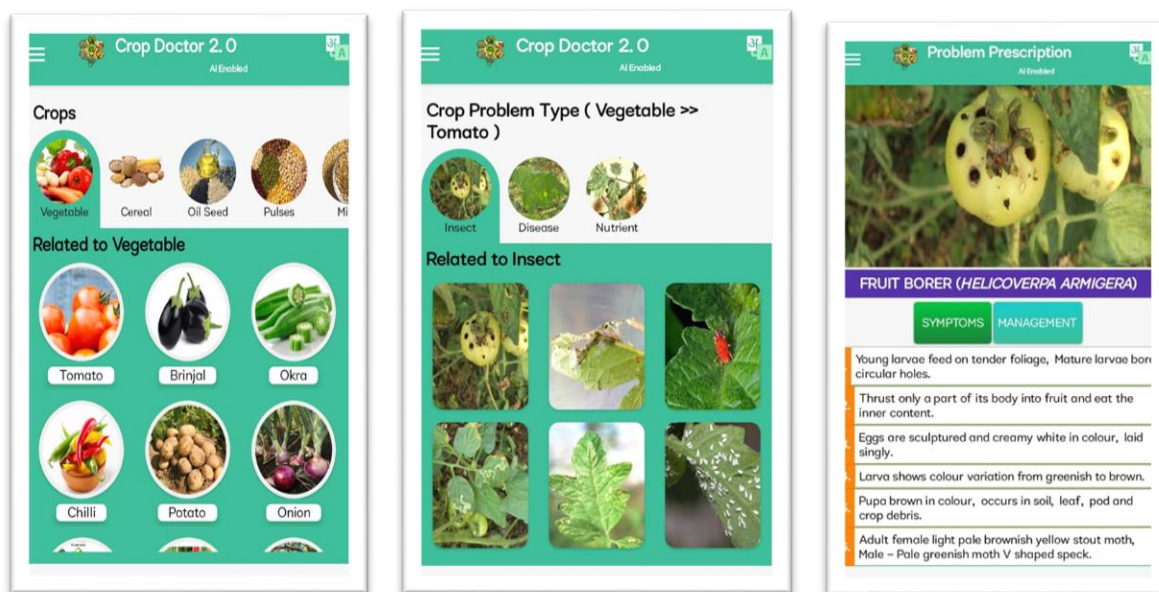 Crop Doctor 2.0
AI Enabled
Crops
Vegetable
Cereal
Oil Seed
Pulses
Mi
Related to Vegetable
Tomato
Brinjal
Okra
Chilli
Potato
Onion
Crop Doctor 2.0
AI Enabled
Crop Problem Type ( Vegetable >>
Tomato )
Insect
Disease
Nutrient
Related to Insect
Problem Prescription
AI Enabled
FRUIT BORER (HELICOVERPA ARMIGERA)
SYMPTOMS
MANAGEMENT
Young larvae feed on tender foliage, Mature larvae bore
circular holes.
Thrust only a part of its body into fruit and eat the
inner content.
Eggs are sculptured and creamy white in colour, laid
singly.
Larva shows colour variation from greenish to brown.
Pupa brown in colour, occurs in soil, leaf, pod and
crop debris.
Adult female light pale brownish yellow stout moth,
Male – Pale greenish moth V shaped speck.